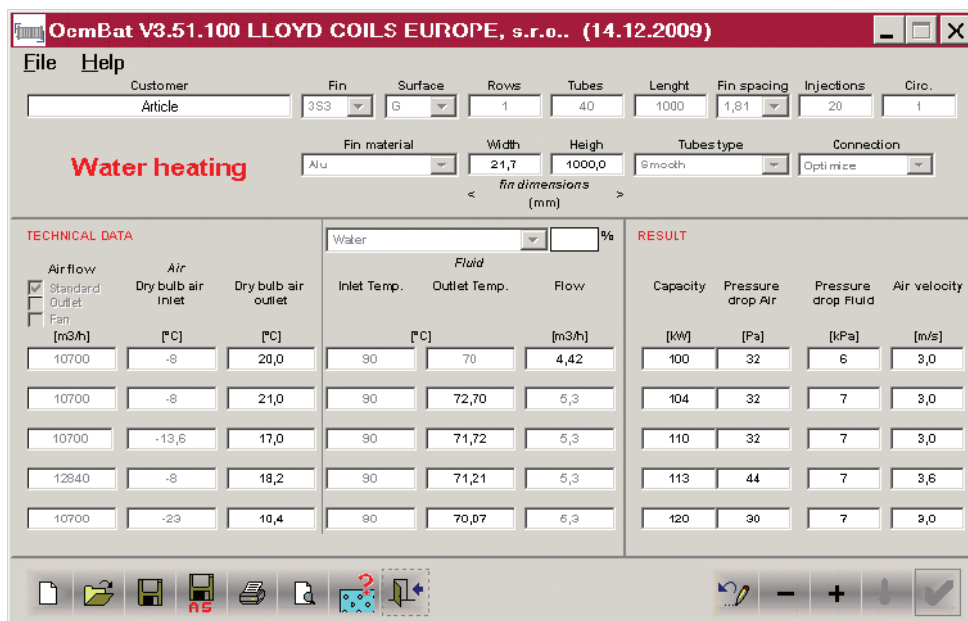 OcmBat V3.51.100 LLOYD COILS EUROPE, s.r.o.. (14.12.2009)
File Help
Customer Fin Surface Rows Tubes Lenght Fin spacing Injections Circ.
Article 3S3 G 1 40 1000 1,81 20 1
Fin material Width Heigh Tubes type Connection
Water heating Alu 21,7 1000,0 Smooth Optimize
< fin dimensions >
(mm)
TECHNICAL DATA Water % RESULT
Fluid
Air flow Air
Standard Dry bulb air Dry bulb air Inlet Temp. Outlet Temp. Flow Capacity Pressure Pressure Air velocity
Outlet inlet outlet drop Air drop Fluid
Fan
[m3/h] [°C] [°C] [°C] [m3/h] [kW] [Pa] [kPa] [m/s]
10700 -8 20,0 90 70 4,42 100 32 6 3,0
10700 -8 21,0 90 72,70 5,3 104 32 7 3,0
10700 -13,6 17,0 90 71,72 5,3 110 32 7 3,0
12840 -8 18,2 90 71,21 5,3 113 44 7 3,6
10700 -23 10,4 90 70,07 5,3 120 30 7 3,0
AS ? - +